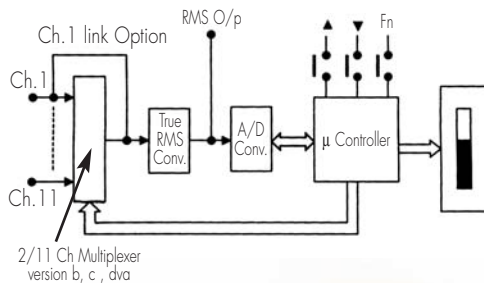 RMS O/p
Ch.1 link Option
▲ ▼ Fn
Ch.1
True
RMS
Conv.
A/D
Conv.
μ Controller
Ch.11
2/11 Ch Multiplexer
version b, c , dva